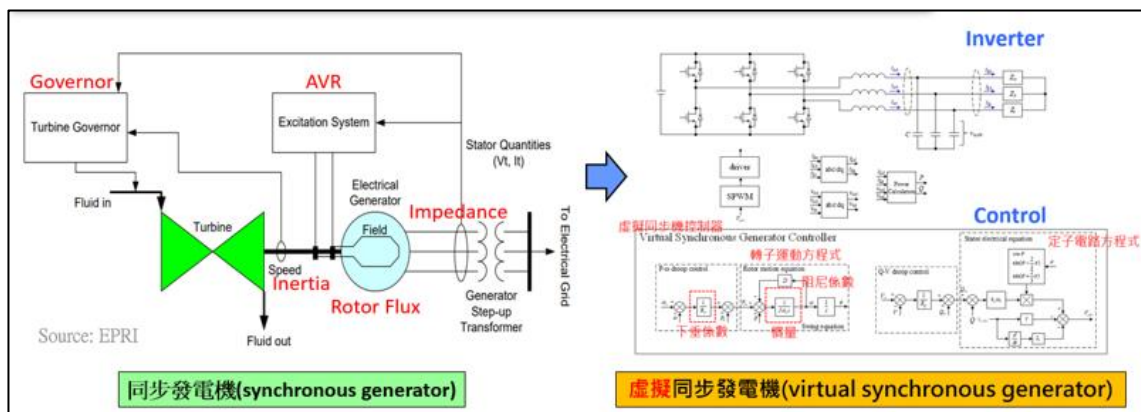 Governor
Turbine Governor
AVR
Excitation System
Stator
Quantities
(Vt, It)
Fluid in
Turbine
Electrical
Generator
Field
Impedance
Speed
Inertia
Rotor Flux
Generator
Step-up
Transformer
To Electrical Grid
Source: EPRI
Fluid out
同步發電機(synchronous generator)
Inverter
driver
SPWM
abc/dq
abc/dq
Power
Calculation
P
Q
C
Control
虛擬同步機控制器
Virtual Synchronous Generator Controller
轉子運動方程式
定子電路方程式
Stator electrical equation
P-ω droop control
Rotor motion equation
阻尼係數
Q-V droop control
下垂係數
慣量
Swing equation
虛擬同步發電機(virtual synchronous generator)